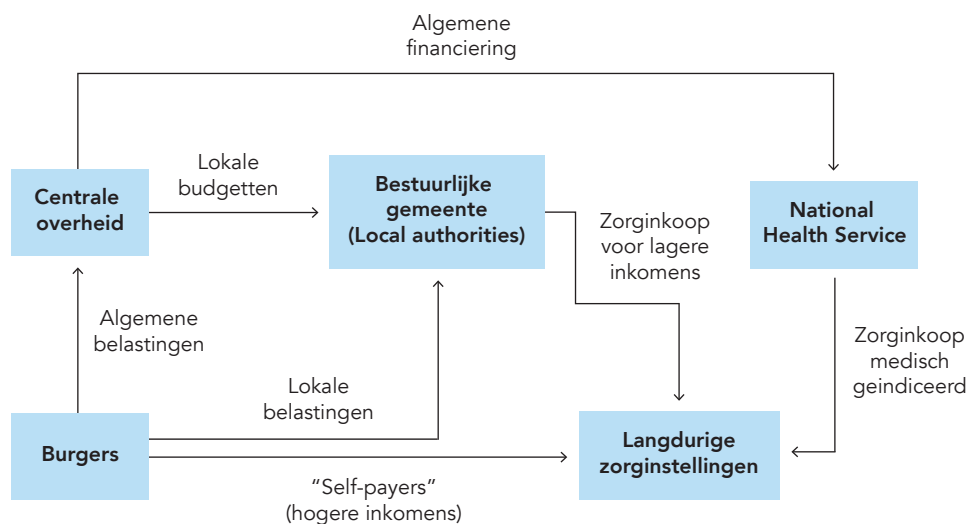 Algemene
financiering
Centrale
overheid
Lokale
budgetten
Bestuurlijke
gemeente
(Local authorities)
Zorginkoop
voor lagere
inkomens
National
Health Service
Algemene
belastingen
Lokale
belastingen
Zorginkoop
medisch
geindiceerd
Burgers
"Self-payers"
(hogere inkomens)
Langdurige
zorginstellingen